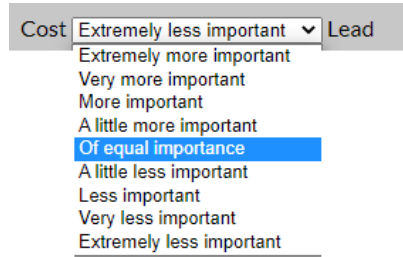 Cost Extremely less important Lead
Extremely more important
Very more important
More important
A little more important
Of equal importance
A little less important
Less important
Very less important
Extremely less important